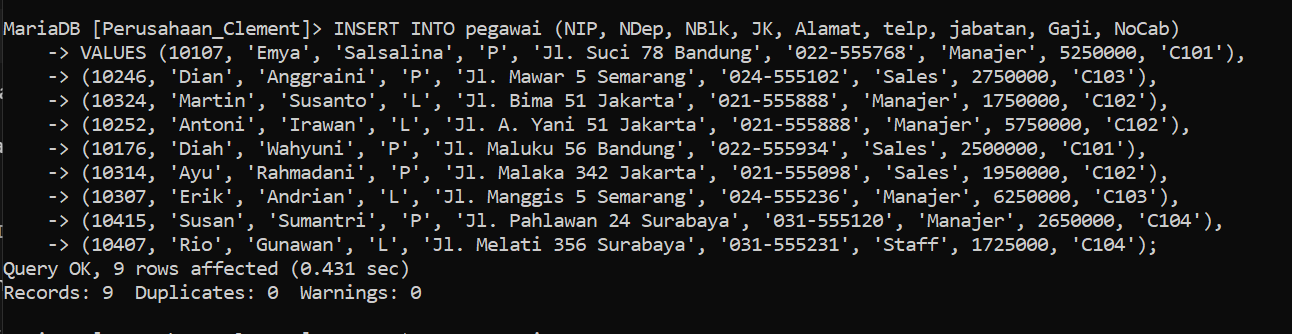 MariaDB [Perusahaan_Clement]> INSERT INTO pegawai (NIP, NDep, NBlk, JK, Alamat, telp, jabatan, Gaji, NoCab)
-> VALUES (10107, 'Emya', 'Salsalina', 'P', 'Jl. Suci 78 Bandung', '022-555768', 'Manajer', 5250000, 'C101'),
-> (10246, 'Dian', 'Anggraini', 'P', 'Jl. Mawar 5 Semarang', '024-555102', 'Sales', 2750000, 'C103'),
-> (10324, 'Martin', 'Susanto', 'L', 'Jl. Bima 51 Jakarta', '021-555888', 'Manajer', 1750000, 'C102'),
-> (10252, 'Antoni', 'Irawan', 'L', 'Jl. A. Yani 51 Jakarta', '021-555888', 'Manajer', 5750000, 'C102'),
-> (10176, 'Diah', 'Wahyuni', 'P', 'Jl. Maluku 56 Bandung', '022-555934', 'Sales', 2500000, 'C101'),
-> (10314, 'Ayu', 'Rahmadani', 'P', 'Jl. Malaka 342 Jakarta', '021-555098', 'Sales', 1950000, 'C102'),
-> (10307, 'Erik', 'Andrian', 'L', 'Jl. Manggis 5 Semarang', '024-555236', 'Manajer', 6250000, 'C103'),
-> (10415, 'Susan', 'Sumantri', 'P', 'Jl. Pahlawan 24 Surabaya', '031-555120', 'Manajer', 2650000, 'C104'),
-> (10407, 'Rio', 'Gunawan', 'L', 'Jl. Melati 356 Surabaya', '031-555231', 'Staff', 1725000, 'C104');
Query OK, 9 rows affected (0.431 sec)
Records: 9  Duplicates: 0  Warnings: 0